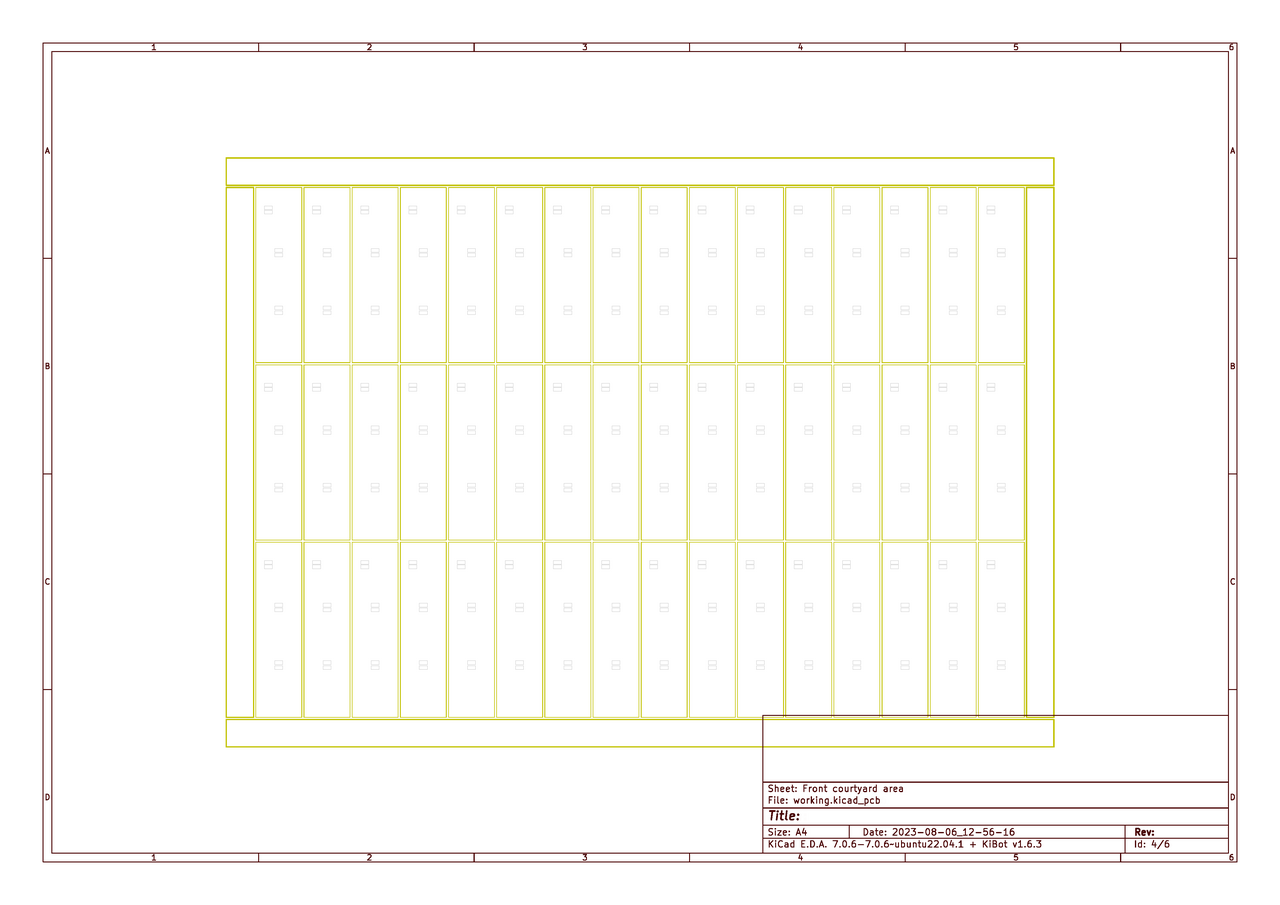 1 2 3 4 5 6
A A
B B
C C
D D
Sheet: Front courtyard area
File: working.kicad_pcb
Title:
Size: A4 Date: 2023-08-06_12-56-16 Rev:
KiCad E.D.A. 7.0.6-7.0.6~ubuntu22.04.1 + KiBot v1.6.3 Id: 4/6
1 2 3 4 5 6